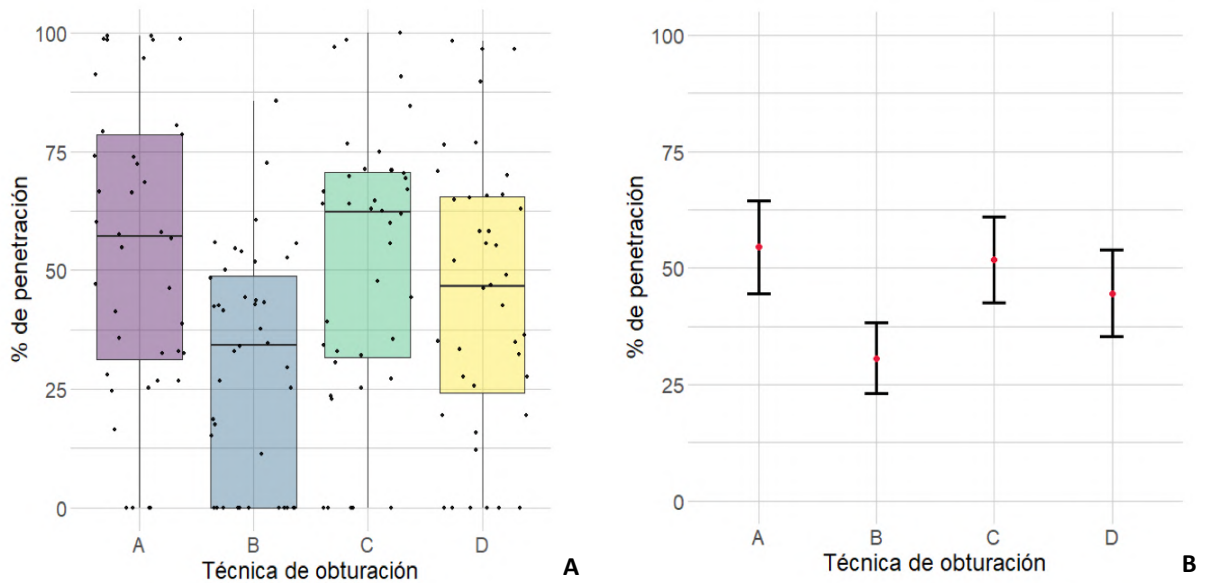 % de penetración
100
75
50
25
0
A B C D
Técnica de obturación
A
% de penetración
100
75
50
25
0
A B C D
Técnica de obturación
B